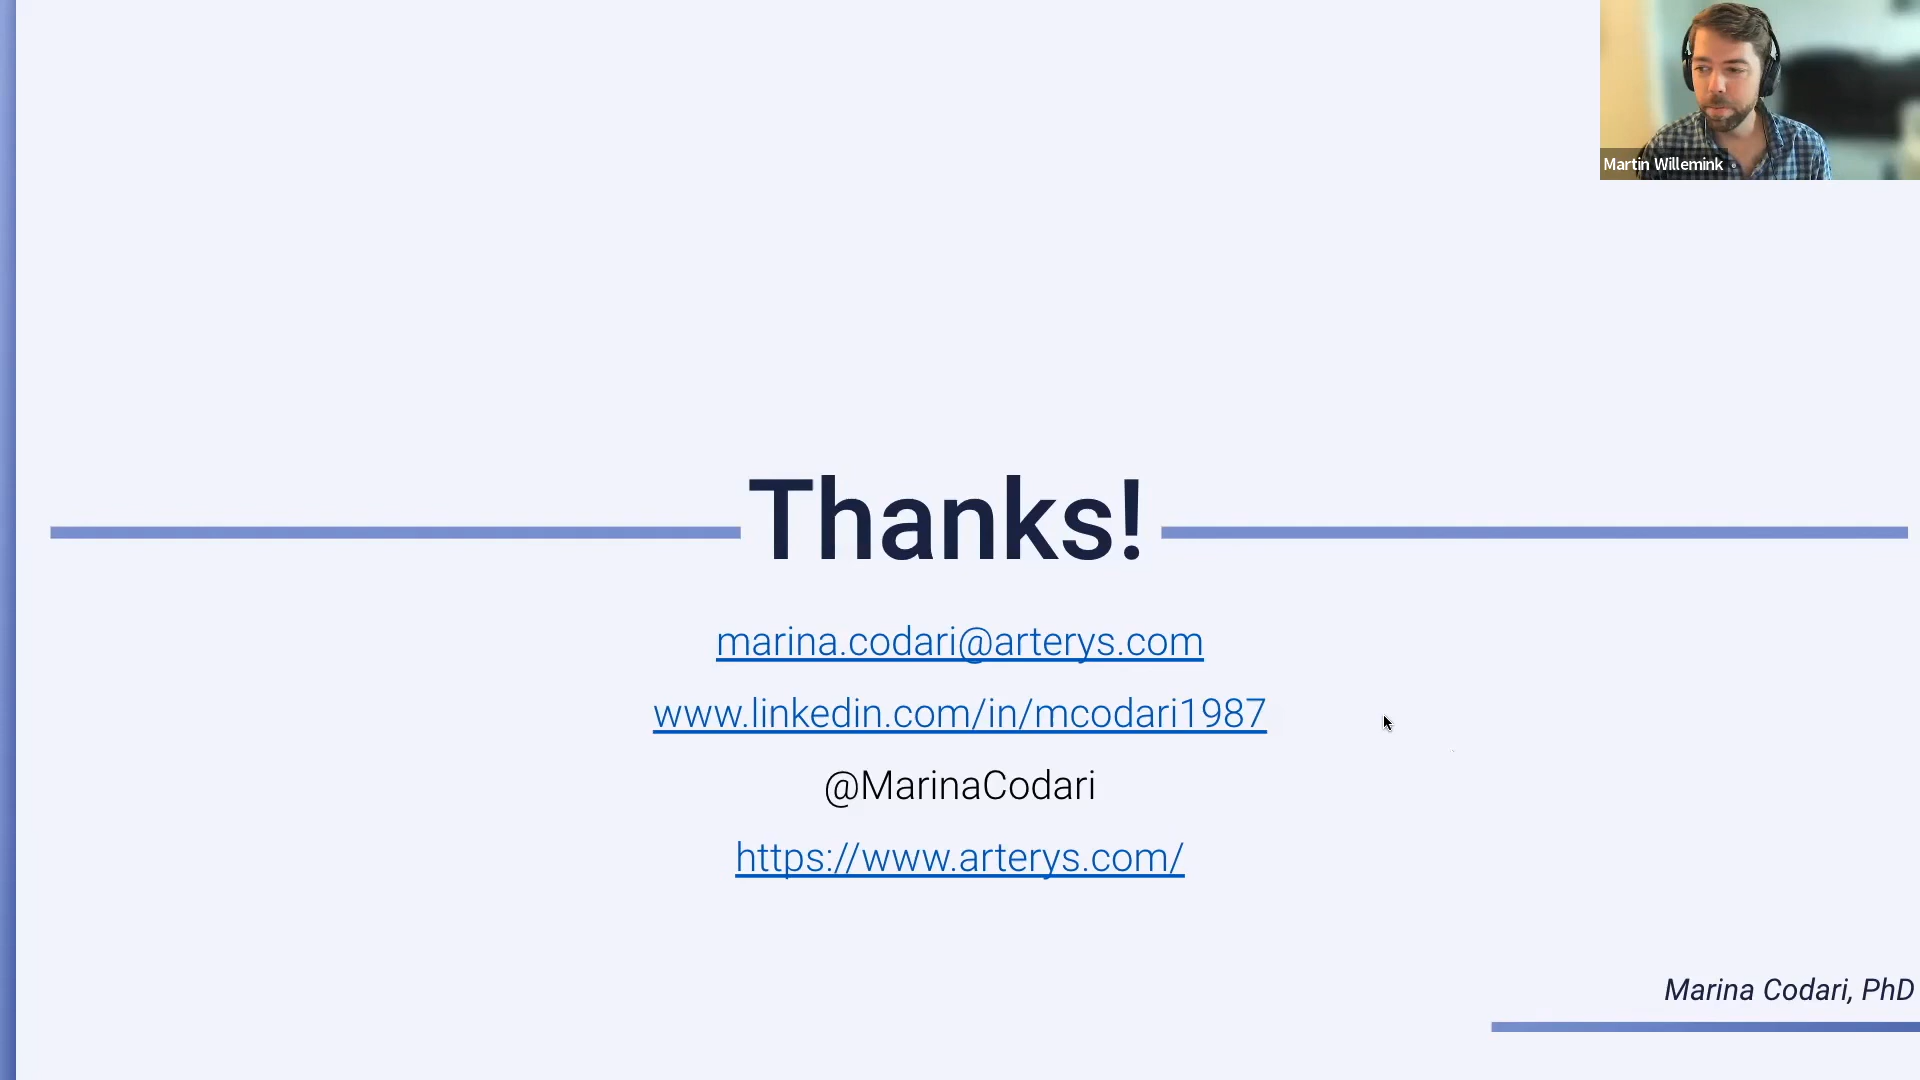 Martin Willemink
Thanks!
marina.codari@arterys.com
www.linkedin.com/in/mcodari1987
@MarinaCodari
https://www.arterys.com/
Marina Codari, PhD